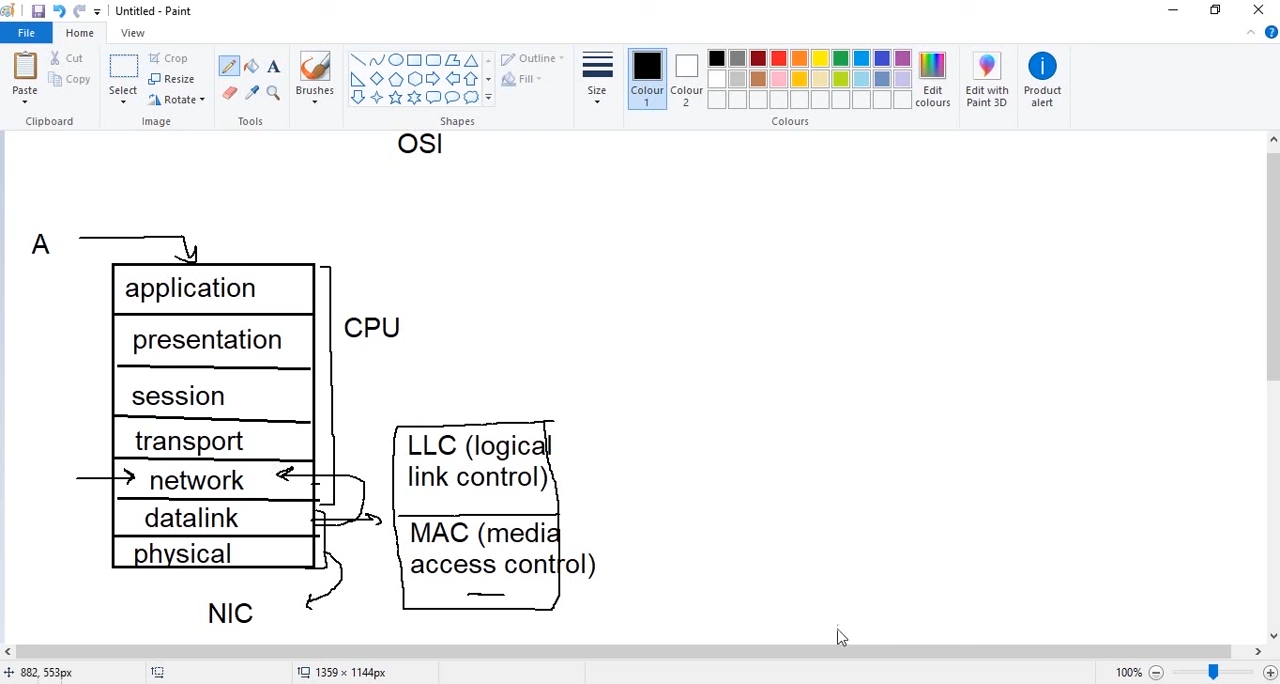 Untitled - Paint
File Home View
Paste
Cut
Copy
Clipboard
Select
Crop
Resize
Rotate
Image
A
Tools
Brushes
Outline
Fill
Shapes
Size
Colour 1
Colour 2
Edit colours
Edit with Paint 3D
Product alert
Colours
OSI
A
application
presentation
session
transport
network
datalink
physical
CPU
LLC (logical
link control)
MAC (media
access control)
NIC
882, 553px
1359 × 1144px
100%